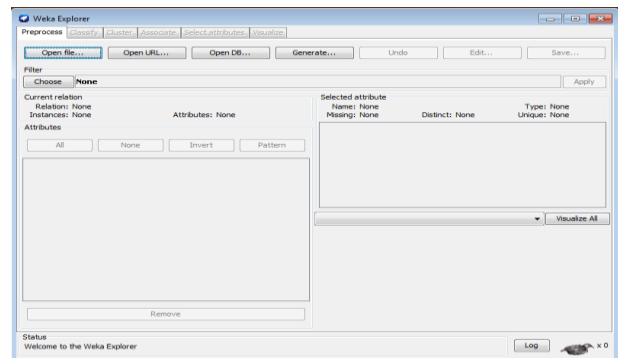 Weka Explorer
Preprocess Classify Cluster Associate Select attributes Visualize
Open file... Open URL... Open DB... Generate... Undo Edit... Save...
Filter
Choose None Apply
Current relation
Relation: None
Instances: None Attributes: None
Attributes
All None Invert Pattern
Remove
Selected attribute
Name: None Type: None
Missing: None Distinct: None Unique: None
Visualize All
Status
Welcome to the Weka Explorer
Log x 0